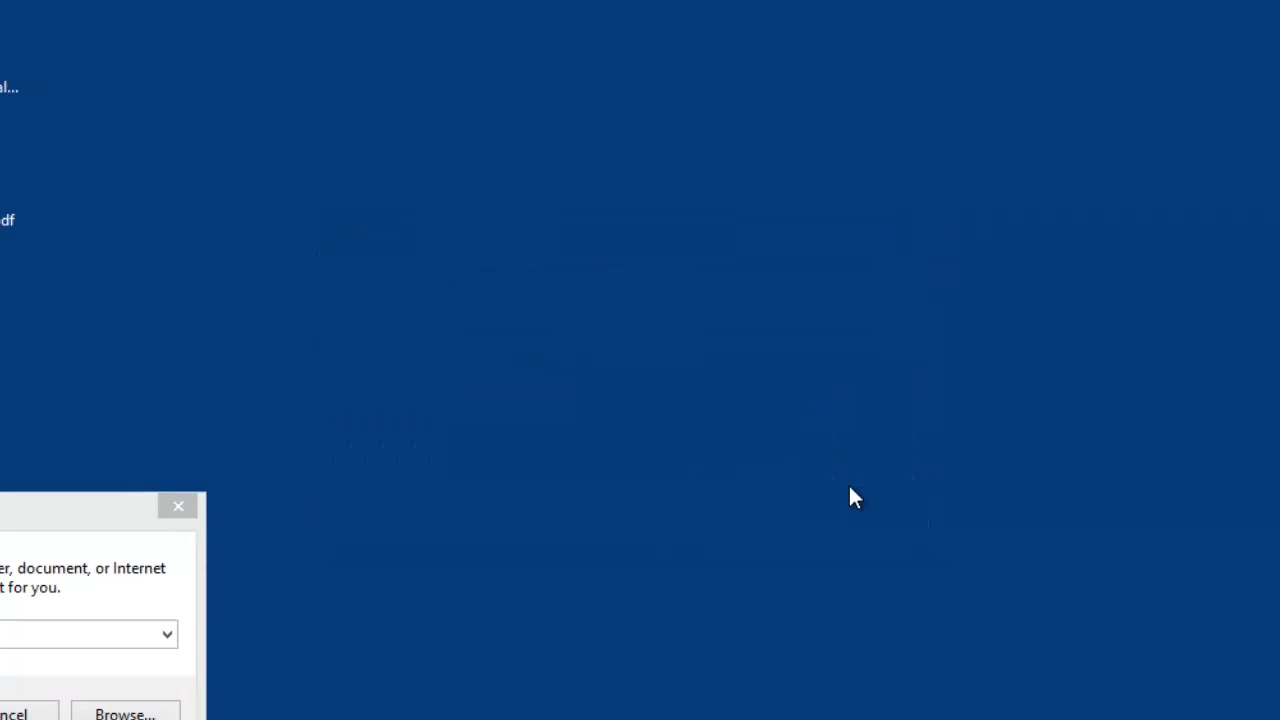 al...
df
er, document, or Internet
t for you.
ncel
Browse...